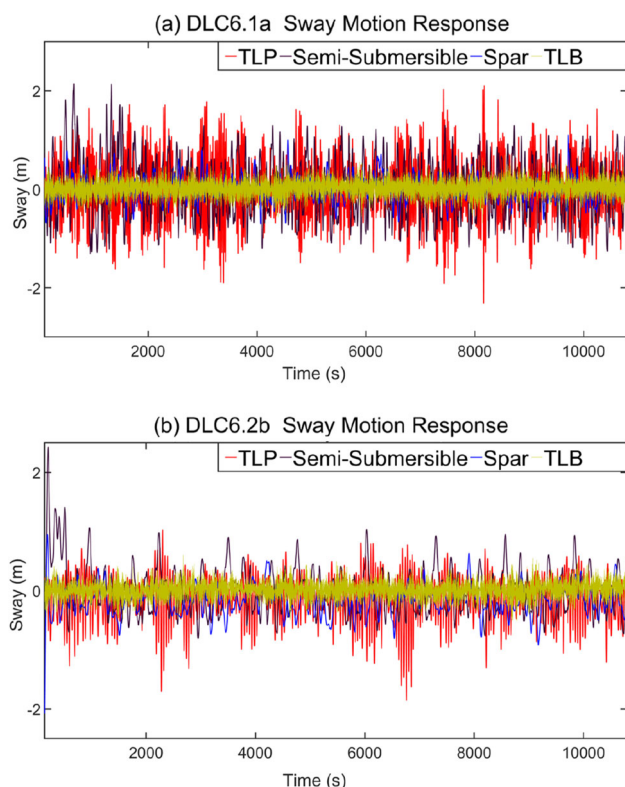 (a) DLC6.1a Sway Motion Response
TLP Semi-Submersible Spar TLB
2
0
-2
Sway (m)
2000 4000 6000 8000 10000
Time (s)
(b) DLC6.2b Sway Motion Response
TLP Semi-Submersible Spar TLB
2
0
-2
Sway (m)
2000 4000 6000 8000 10000
Time (s)